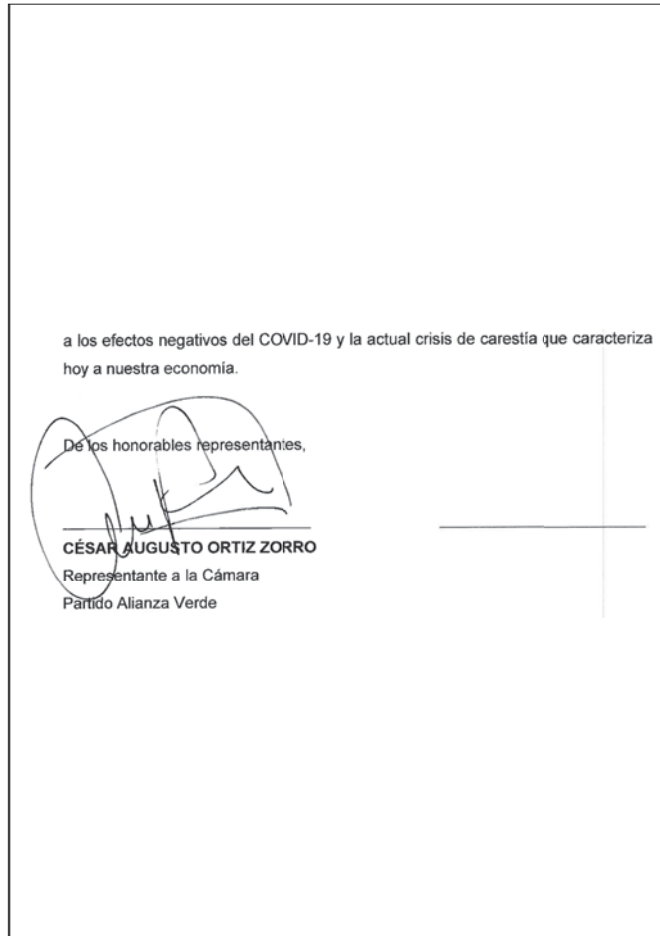 a los efectos negativos del COVID-19 y la actual crisis de carestía que caracteriza
hoy a nuestra economía.
De los honorables representantes,
CÉSAR AUGUSTO ORTIZ ZORRO
Representante a la Cámara
Partido Alianza Verde